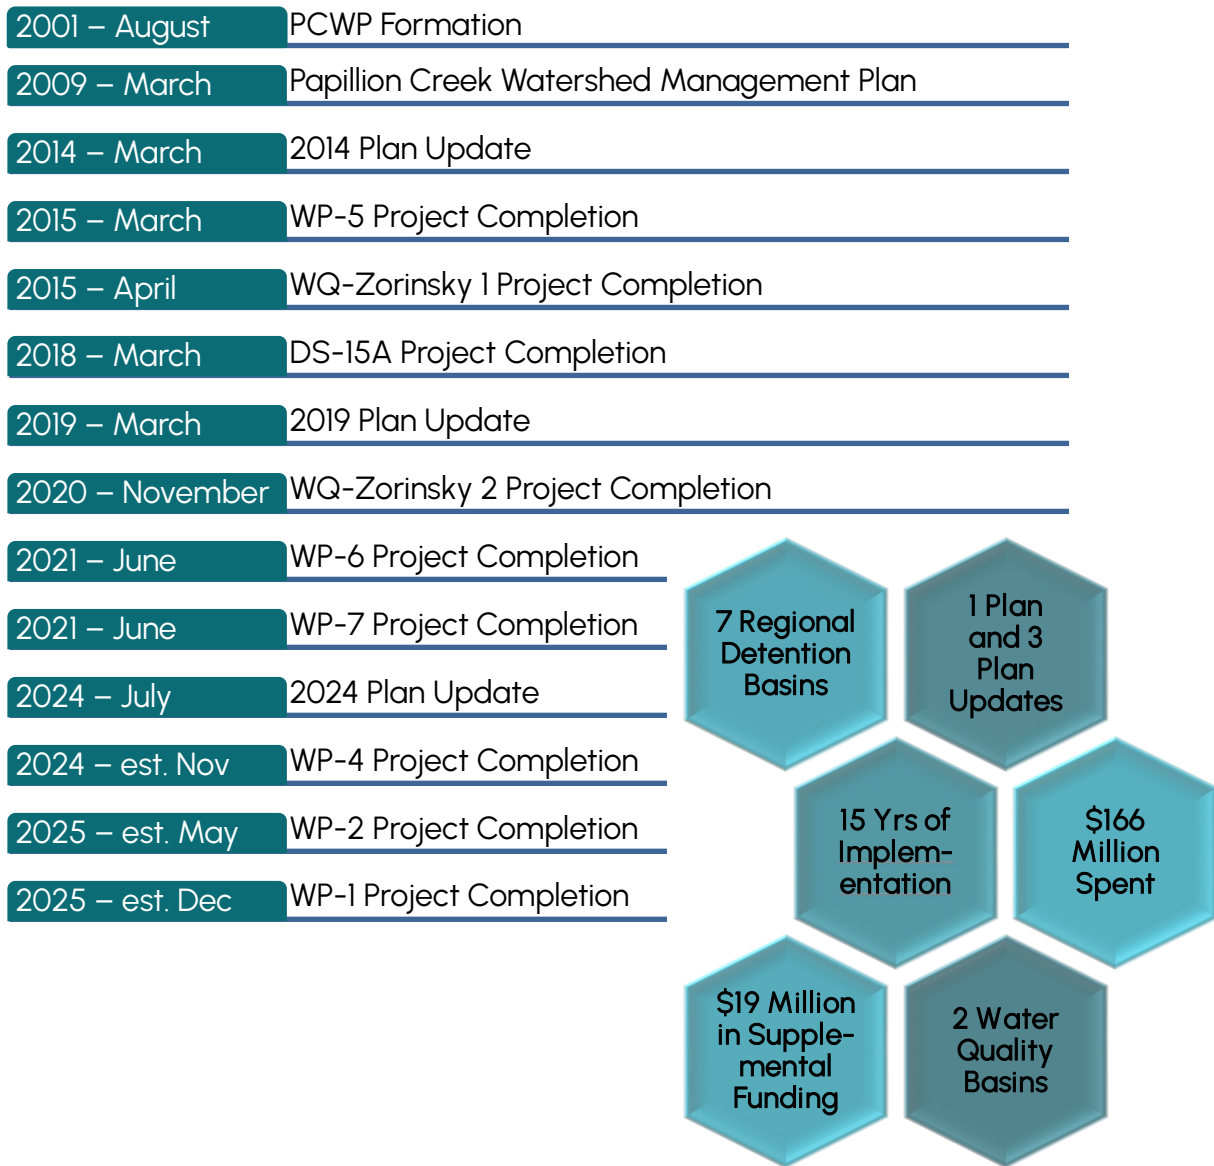 2001 – August PCWP Formation
2009 – March Papillion Creek Watershed Management Plan
2014 – March 2014 Plan Update
2015 – March WP-5 Project Completion
2015 – April WQ-Zorinsky 1 Project Completion
2018 – March DS-15A Project Completion
2019 – March 2019 Plan Update
2020 – November WQ-Zorinsky 2 Project Completion
2021 – June WP-6 Project Completion
2021 – June WP-7 Project Completion
2024 – July 2024 Plan Update
2024 – est. Nov WP-4 Project Completion
2025 – est. May WP-2 Project Completion
2025 – est. Dec WP-1 Project Completion
7 Regional
Detention
Basins
1 Plan
and 3
Plan
Updates
15 Yrs of
Implem-
entation
$166
Million
Spent
$19 Million
in Supple-
mental
Funding
2 Water
Quality
Basins